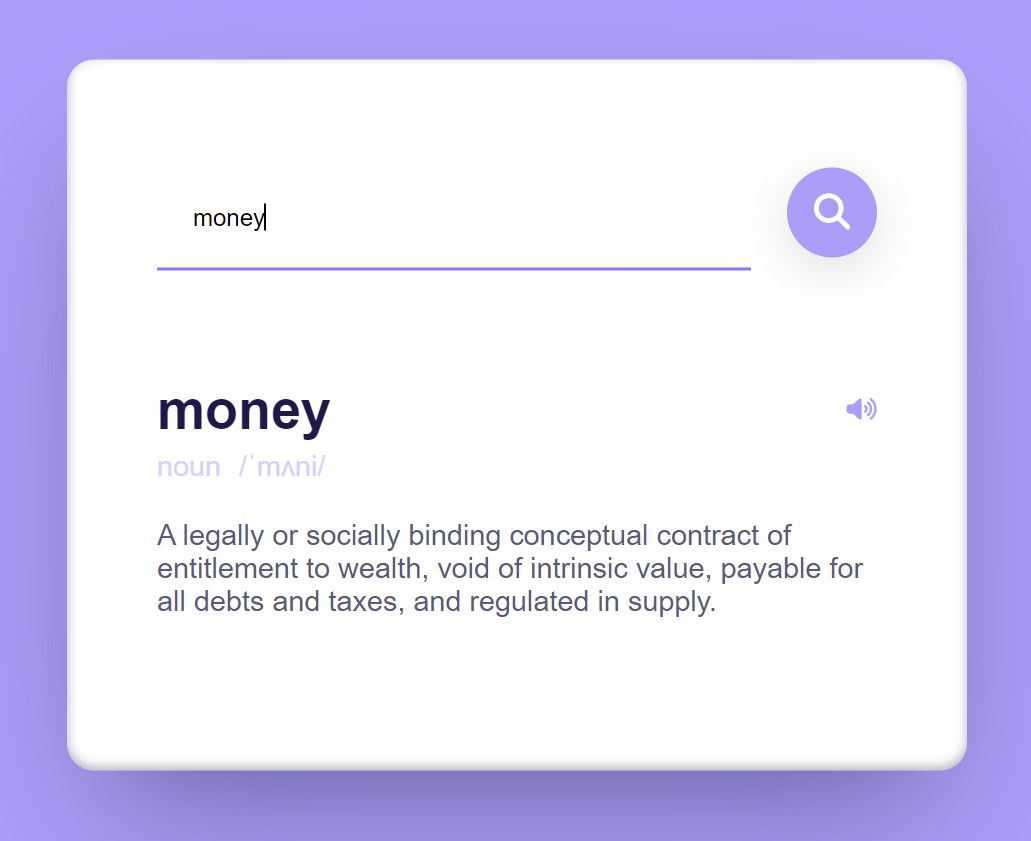 money
money
noun /ˈmʌni/
A legally or socially binding conceptual contract of
entitlement to wealth, void of intrinsic value, payable for
all debts and taxes, and regulated in supply.